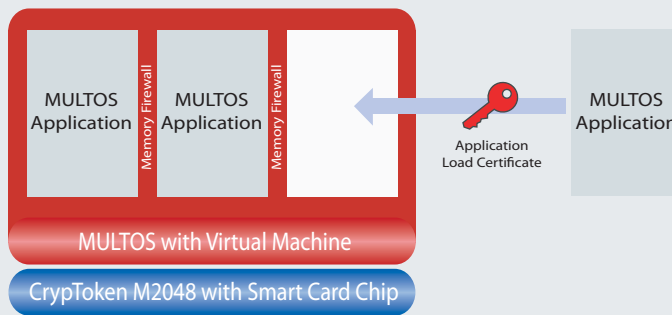 MULTOS
Application
Memory Firewall
MULTOS
Application
Memory Firewall
Application
Load Certificate
MULTOS
Application
MULTOS with Virtual Machine
CrypToken M2048 with Smart Card Chip